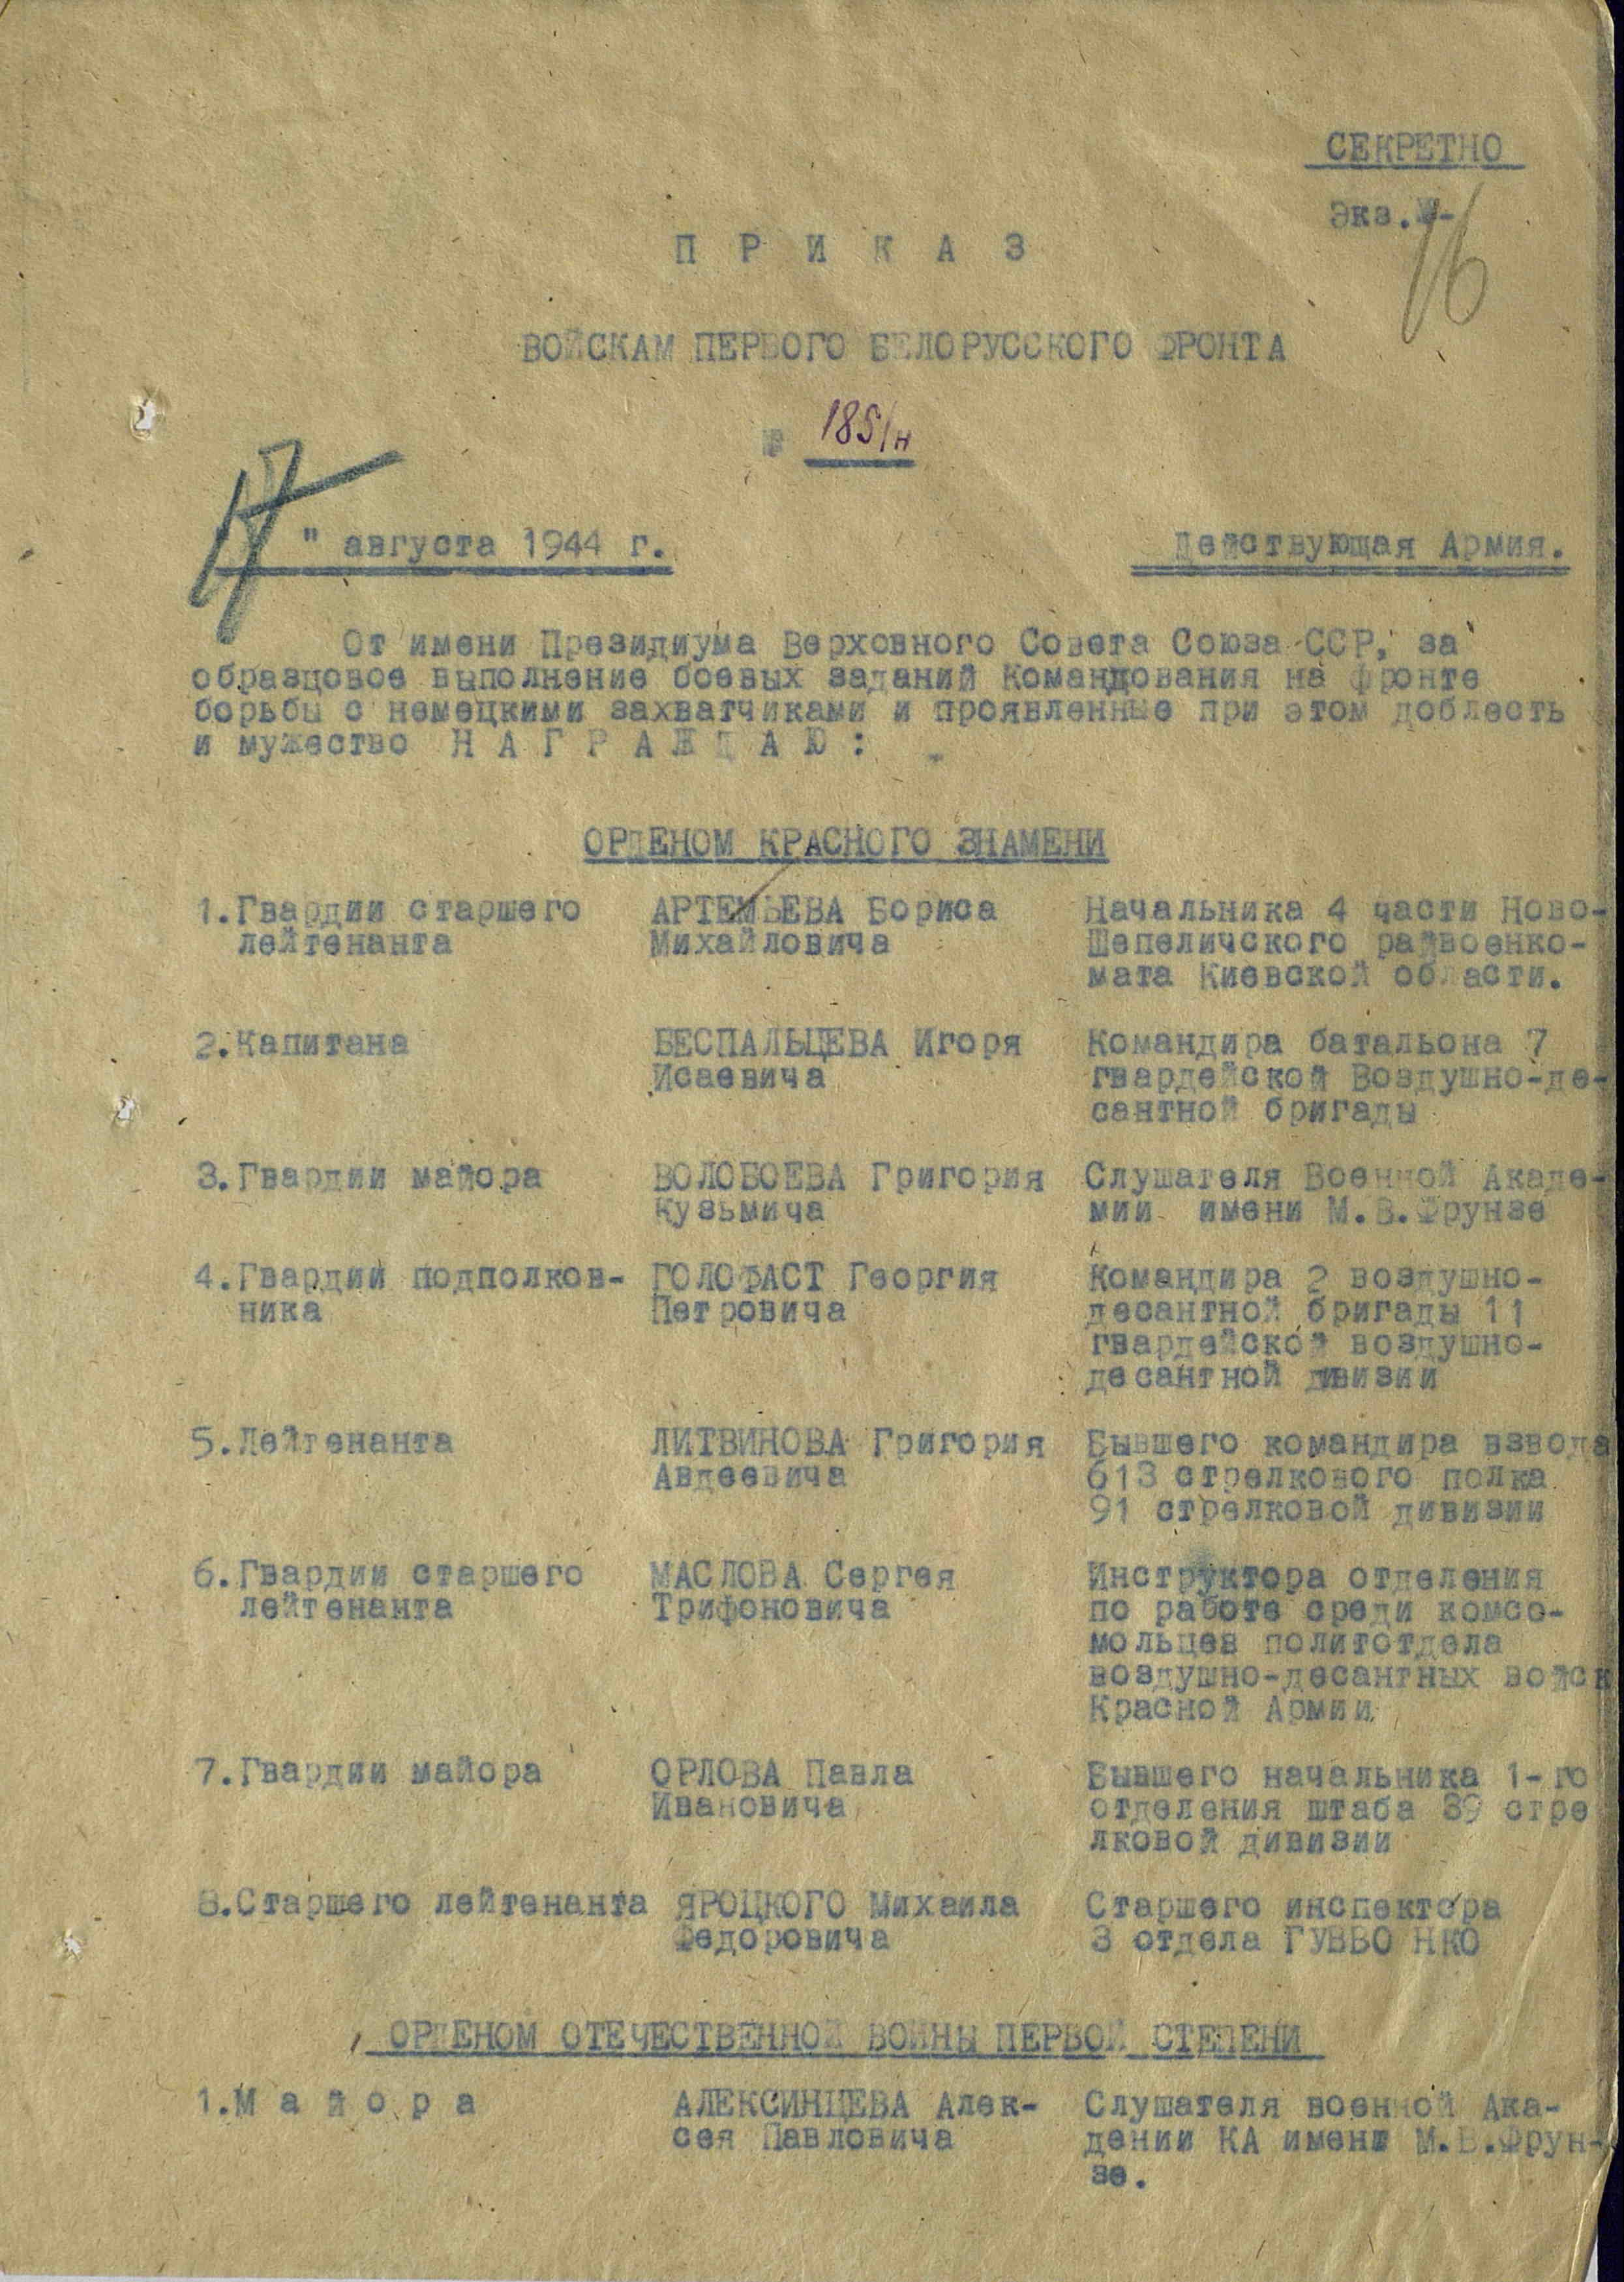 СЕКРЕТНО
Экз.№-
16
П Р И К А З
ВОЙСКАМ ПЕРВОГО БЕЛОРУССКОГО ФРОНТА
№ 185/н
17 " августа 1944 г. Действующая Армия.
От имени Президиума Верховного Совета Союза ССР, за
образцовое выполнение боевых заданий Командования на фронте
борьбы с немецкими захватчиками и проявленные при этом доблесть
и мужество Н А Г Р А Ж Д А Ю :
ОРДЕНОМ КРАСНОГО ЗНАМЕНИ
1.Гвардии старшего АРТЕМЬЕВА Бориса Начальника 4 части Ново-
лейтенанта Михайловича Шепеличского райвоенко-
мата Киевской области.
2.Капитана БЕСПАЛЬЦЕВА Игоря Командира батальона 7
Исаевича гвардейской Воздушно-де-
сантной бригады
3.Гвардии майора ВОЛОБОЕВА Григория Слушателя Военной Акаде-
Кузьмича мии имени М.В.Фрунзе
4.Гвардии подполков- ГОЛОФАСТ Георгия Командира 2 воздушно-
ника Петровича десантной бригады 11
гвардейской воздушно-
десантной дивизии
5.Лейтенанта ЛИТВИНОВА Григория Бывшего командира взвода
Авдеевича 613 стрелкового полка
91 стрелковой дивизии
6.Гвардии старшего МАСЛОВА Сергея Инструктора отделения
лейтенанта Трифоновича по работе среди комсо-
мольцев политотдела
воздушно-десантных войск
Красной Армии
7.Гвардии майора ОРЛОВА Павла Бывшего начальника 1-го
Ивановича отделения штаба 39 стре
лковой дивизии
8.Старшего лейтенанта ЯРОЦКОГО Михаила Старшего инспектора
Федоровича 3 отдела ГУВБО НКО
ОРДЕНОМ ОТЕЧЕСТВЕННОЙ ВОЙНЫ ПЕРВОЙ СТЕПЕНИ
1.М а й о р а АЛЕКСИНЦЕВА Алек- Слушателя военной Ака-
сея Павловича дении КА имени М.В.Фрун-
зе.